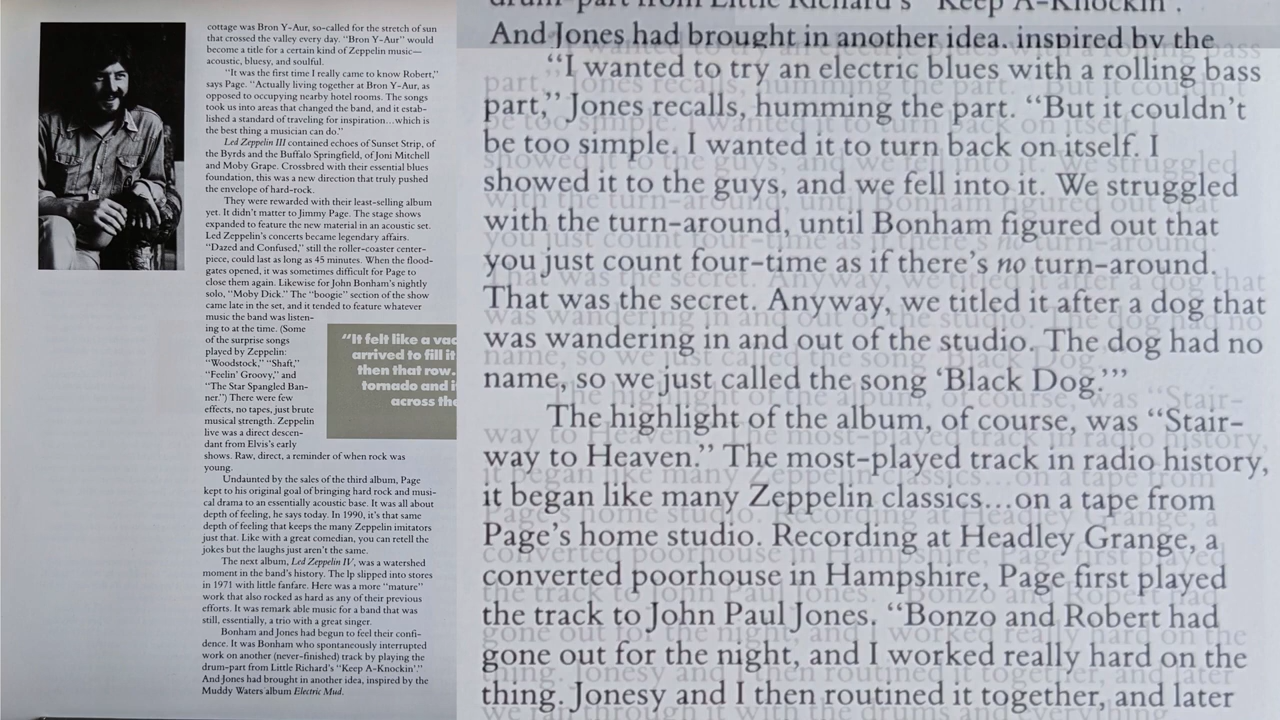 cottage was Bron Y-Aur, so-called for the stretch of sun
that crossed the valley every day. “Bron Y-Aur” would
become a title for a certain kind of Zeppelin music—
acoustic, bluesy, and soulful.
“It was the first time I really came to know Robert,”
says Page. “Actually living together at Bron Y-Aur, as
opposed to occupying nearby hotel rooms. The songs
took us into areas that changed the band, and it estab-
lished a standard of traveling for inspiration…which is
the best thing a musician can do.”
Led Zeppelin III contained echoes of Sunset Strip, of
the Byrds and the Buffalo Springfield, of Joni Mitchell
and Moby Grape. Crossbred with their essential blues
foundation, this was a new direction that truly pushed
the envelope of hard-rock.
They were rewarded with their least-selling album
yet. It didn’t matter to Jimmy Page. The stage shows
expanded to feature the new material in an acoustic set.
Led Zeppelin’s concerts became legendary affairs.
“Dazed and Confused,” still the roller-coaster center-
piece, could last as long as 45 minutes. When the flood-
gates opened, it was sometimes difficult for Page to
close them again. Likewise for John Bonham’s nightly
solo, “Moby Dick.” The “boogie” section of the show
came late in the set, and it tended to feature whatever
music the band was listen-
ing to at the time. (Some
of the surprise songs
played by Zeppelin:
“Woodstock,” “Shaft,”
“Feelin’ Groovy,” and
“The Star Spangled Ban-
ner.”) There were few
effects, no tapes, just brute
musical strength. Zeppelin
live was a direct descen-
dant from Elvis’s early
shows. Raw, direct, a reminder of when rock was
young.
“It felt like a vac
arrived to fill it
then that row.
tornado and i
across the
Undaunted by the sales of the third album, Page
kept to his original goal of bringing hard rock and musi-
cal drama to an essentially acoustic base. It was all about
depth of feeling, he says today. In 1990, it’s that same
depth of feeling that keeps the many Zeppelin imitators
just that. Like with a great comedian, you can retell the
jokes but the laughs just aren’t the same.
The next album, Led Zeppelin IV, was a watershed
moment in the band’s history. The lp slipped into stores
in 1971 with little fanfare. Here was a more “mature”
work that also rocked as hard as any of their previous
efforts. It was remark able music for a band that was
still, essentially, a trio with a great singer.
Bonham and Jones had begun to feel their confi-
dence. It was Bonham who spontaneously interrupted
work on another (never-finished) track by playing the
drum-part from Little Richard’s “Keep A-Knockin’”
And Jones had brought in another idea, inspired by the
Muddy Waters album Electric Mud.
drum-part from Little Richard’s “Keep A-Knockin’.
And Jones had brought in another idea, inspired by the
“I wanted to try an electric blues with a rolling bass
part,” Jones recalls, humming the part. “But it couldn’t
be too simple. I wanted it to turn back on itself. I
showed it to the guys, and we fell into it. We struggled
with the turn-around, until Bonham figured out that
you just count four-time as if there’s no turn-around.
That was the secret. Anyway, we titled it after a dog that
was wandering in and out of the studio. The dog had no
name, so we just called the song ‘Black Dog.’”
The highlight of the album, of course, was “Stair-
way to Heaven.” The most-played track in radio history,
it began like many Zeppelin classics…on a tape from
Page’s home studio. Recording at Headley Grange, a
converted poorhouse in Hampshire, Page first played
the track to John Paul Jones. “Bonzo and Robert had
gone out for the night, and I worked really hard on the
thing. Jonesy and I then routined it together, and later